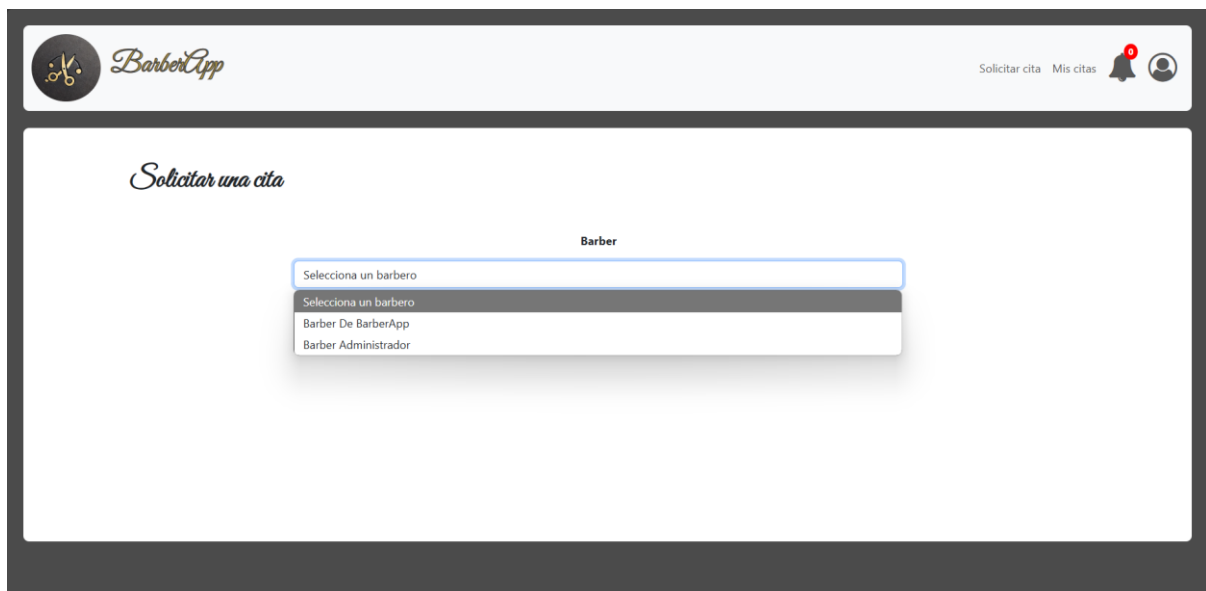 BarberApp
Solicitar cita Mis citas 0
Solicitar una cita
Barber
Selecciona un barbero
Selecciona un barbero
Barber De BarberApp
Barber Administrador